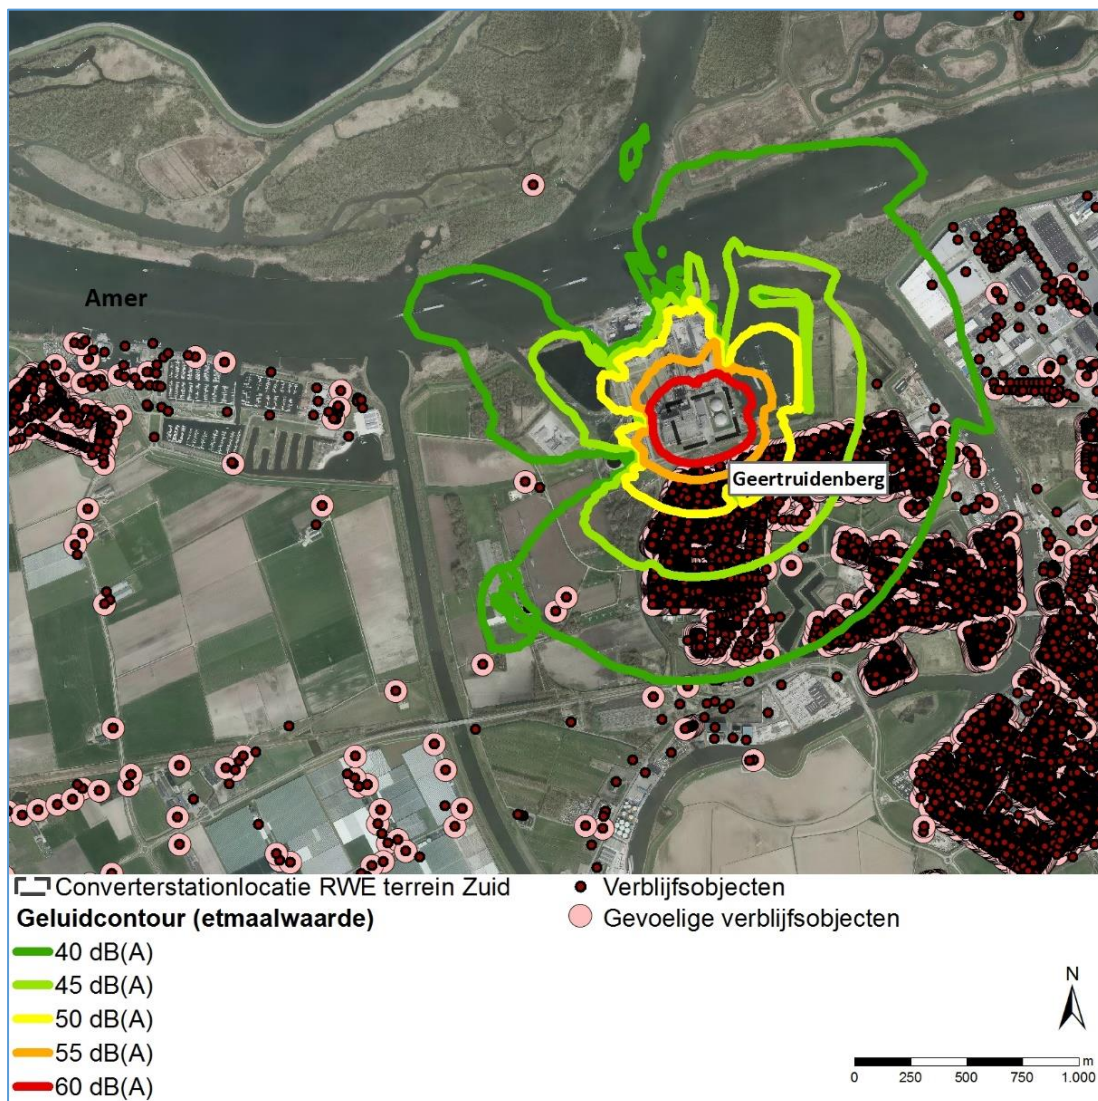 Amer
Geertruidenberg
Converterstationlocatie RWE terrein Zuid
Geluidcontour (etmaalwaarde)
40 dB(A)
45 dB(A)
50 dB(A)
55 dB(A)
60 dB(A)
Verblijfsobjecten
Gevoelige verblijfsobjecten
N
m
0 250 500 750 1.000